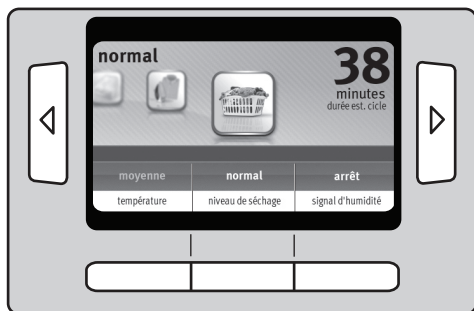 normal
38
minutes
durée est. cicle
moyenne
normal
arrêt
température
niveau de séchage
signal d'humidité